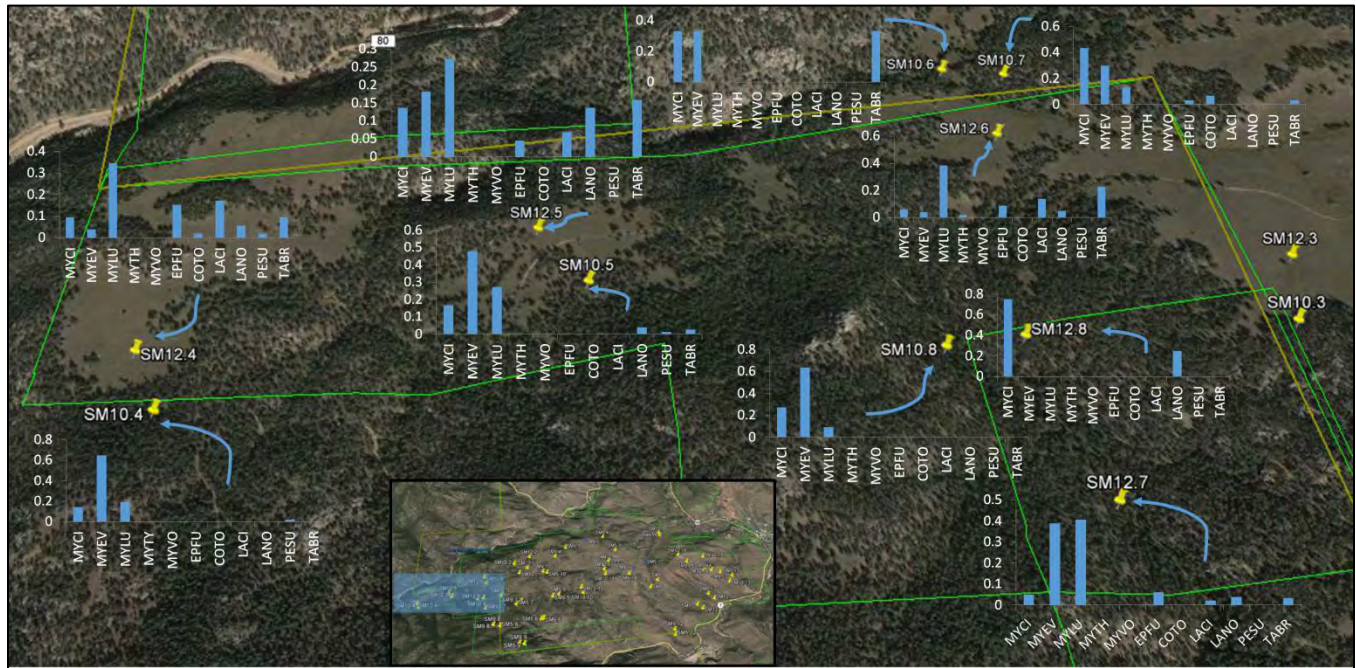 80
0.4
0.2
0
MYCI MYEV MYLU MYTH MYVO EPFU COTO LACI LANO PESU TABR
SM10.6
SM10.7
0.6
0.4
0.2
0
MYCI MYEV MYLU MYTH MYVO EPFU COTO LACI LANO PESU TABR
0.3
0.25
0.2
0.15
0.1
0.05
0
MYCI MYEV MYLU MYTH MYVO EPFU COTO LACI LANO PESU TABR
SM12.5
0.4
0.3
0.2
0.1
0
MYCI MYEV MYLU MYTH MYVO EPFU COTO LACI LANO PESU TABR
SM12.4
SM12.6
0.6
0.4
0.2
0
MYCI MYEV MYLU MYTH MYVO EPFU COTO LACI LANO PESU TABR
SM12.3
SM10.3
0.6
0.5
0.4
0.3
0.2
0.1
0
MYCI MYEV MYLU MYTH MYVO EPFU COTO LACI LANO PESU TABR
SM10.5
0.8
0.6
0.4
0.2
0
MYCI MYEV MYLU MYTH MYVO EPFU COTO LACI LANO PESU TABR
SM12.8
SM10.8
0.8
0.6
0.4
0.2
0
MYCI MYEV MYLU MYTH MYVO EPFU COTO LACI LANO PESU TABR
SM10.4
0.8
0.6
0.4
0.2
0
MYCI MYEV MYLU MYTY MYVO EPFU COTO LACI LANO PESU TABR
SM12.7
0.5
0.4
0.3
0.2
0.1
0
MYCI MYEV MYLU MYTH MYVO EPFU COTO LACI LANO PESU TABR